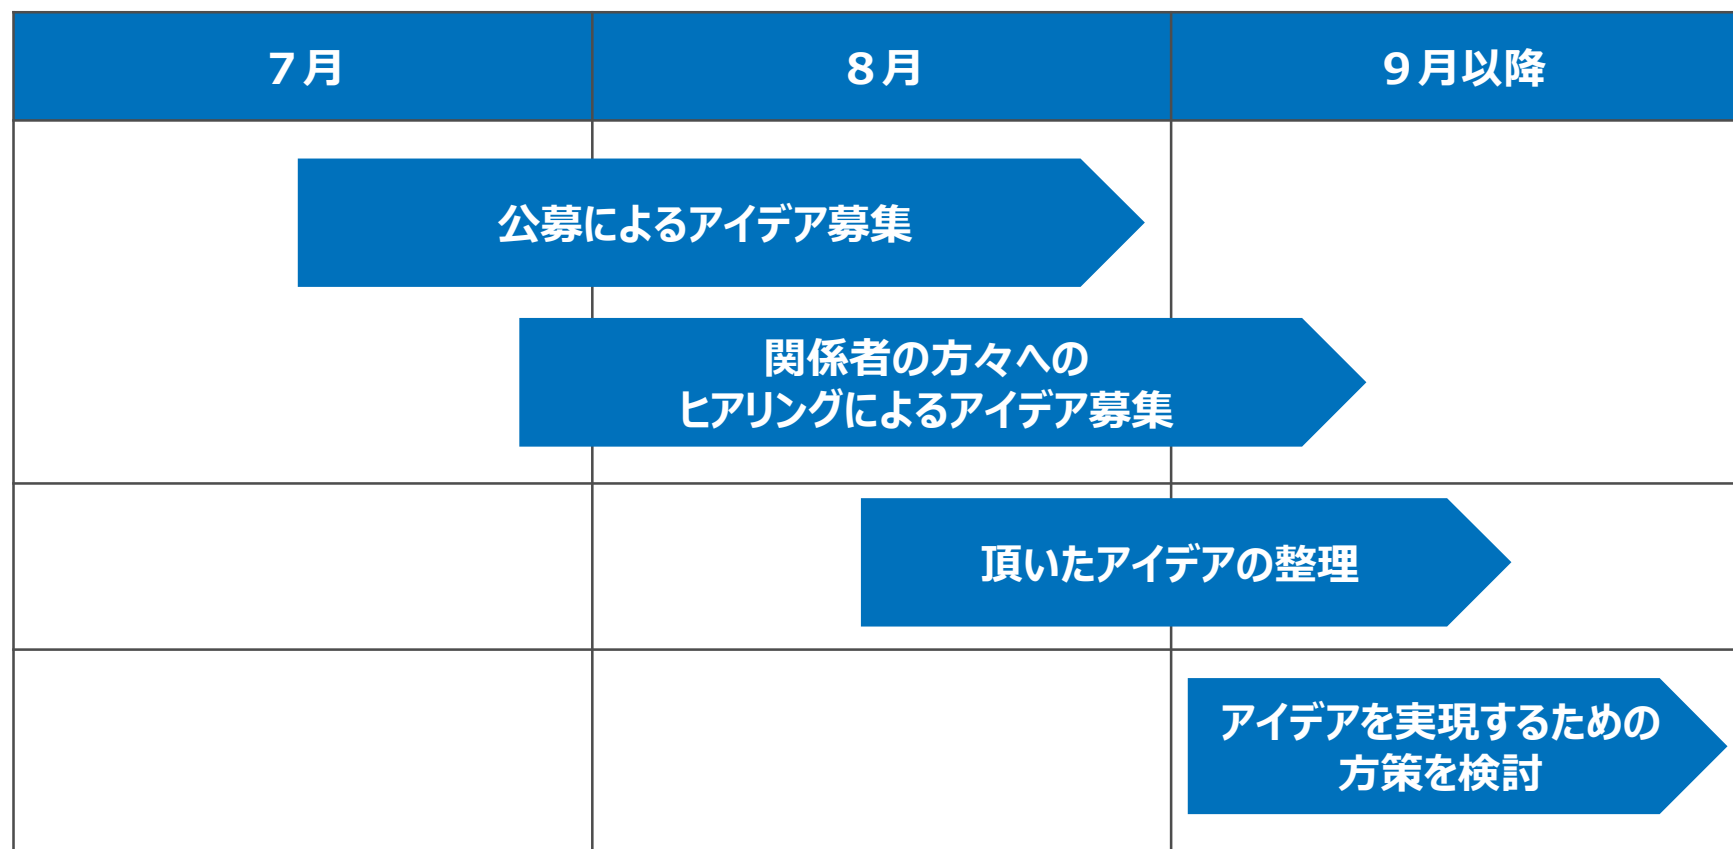 ７月
８月
９月以降
公募によるアイデア募集
関係者の方々への
ヒアリングによるアイデア募集
頂いたアイデアの整理
アイデアを実現するための
方策を検討